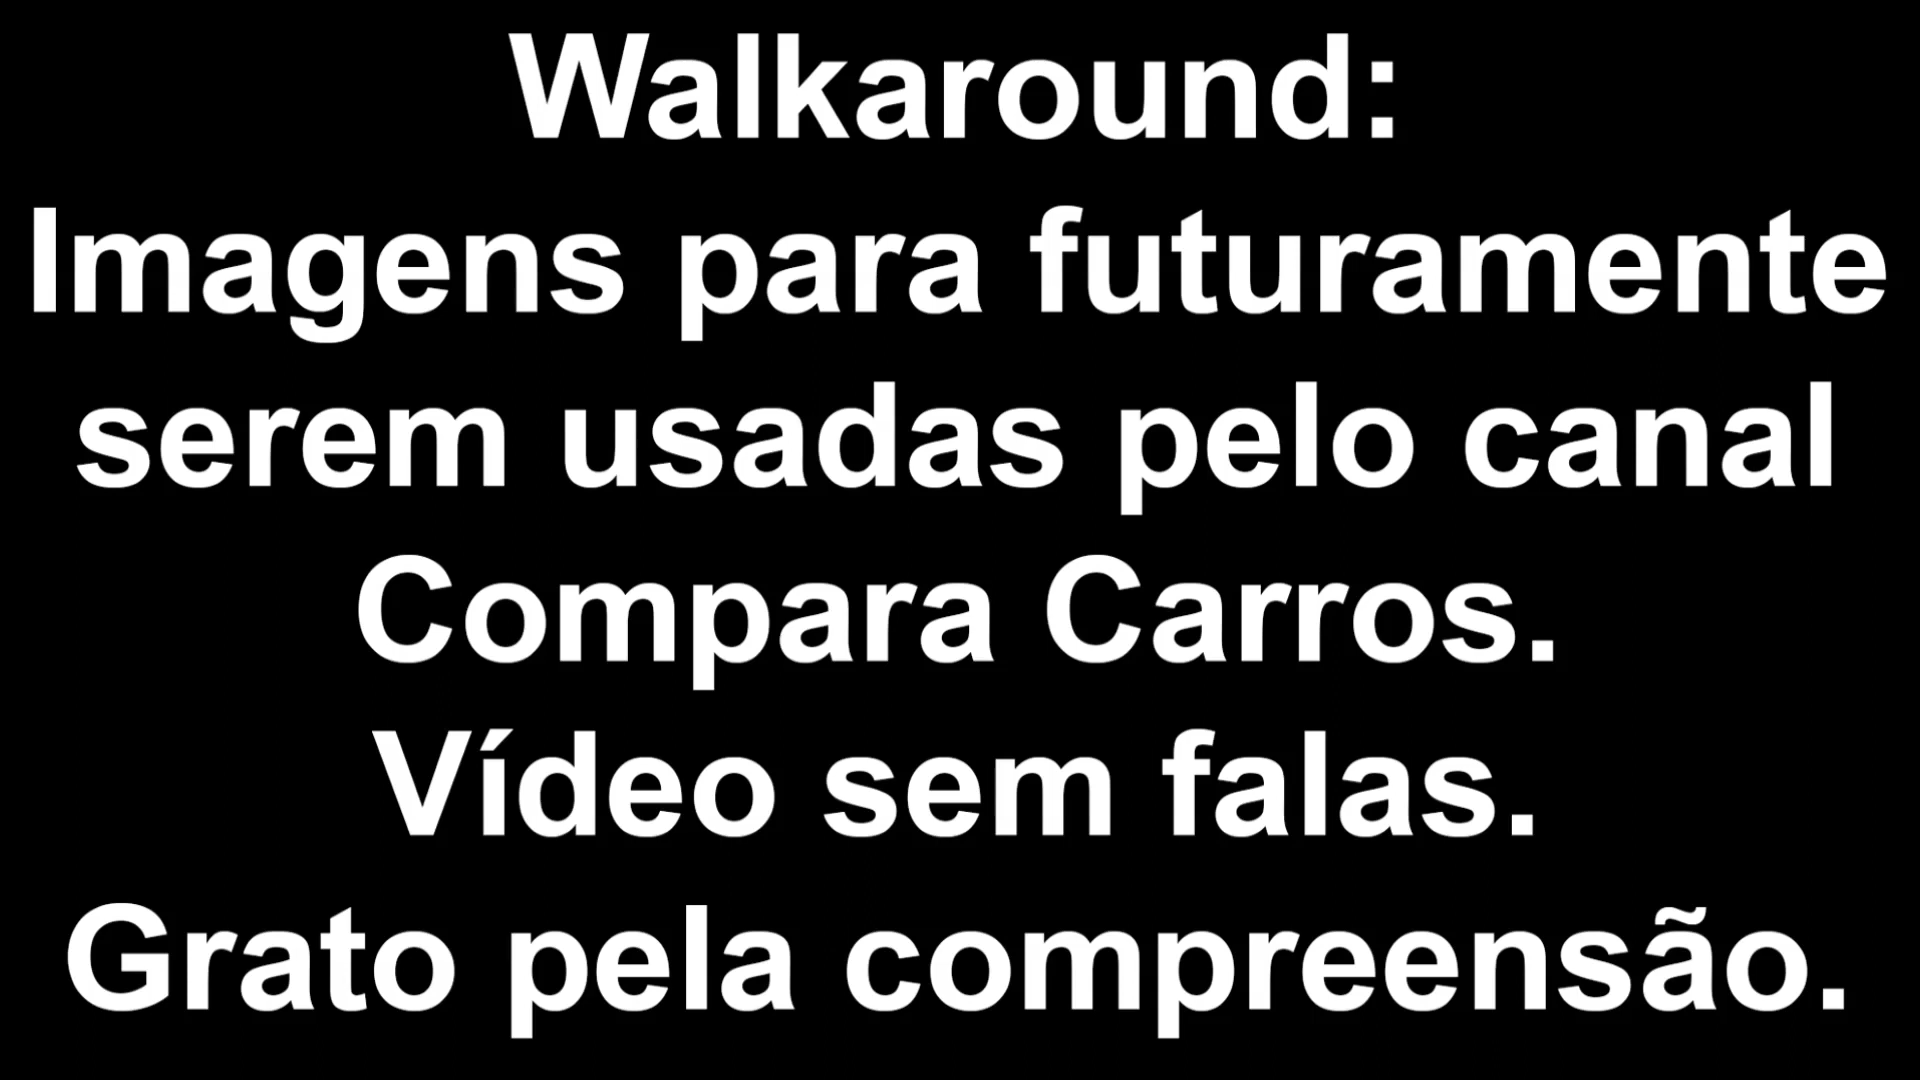 Walkaround:
Imagens para futuramente
serem usadas pelo canal
Compara Carros.
Vídeo sem falas.
Grato pela compreensão.